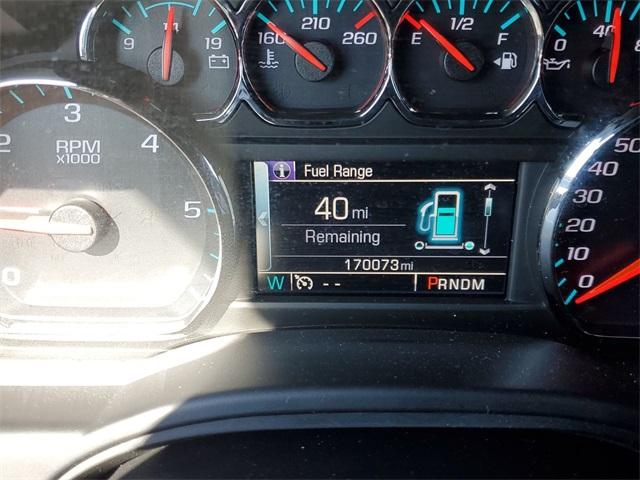 9 19
160 210 260
E 1/2 F
0 40
RPM
x1000
0 2 3 4 5
i Fuel Range
40 mi
Remaining
170073 mi
W -- PRNDM
0 10 20 30 40 50